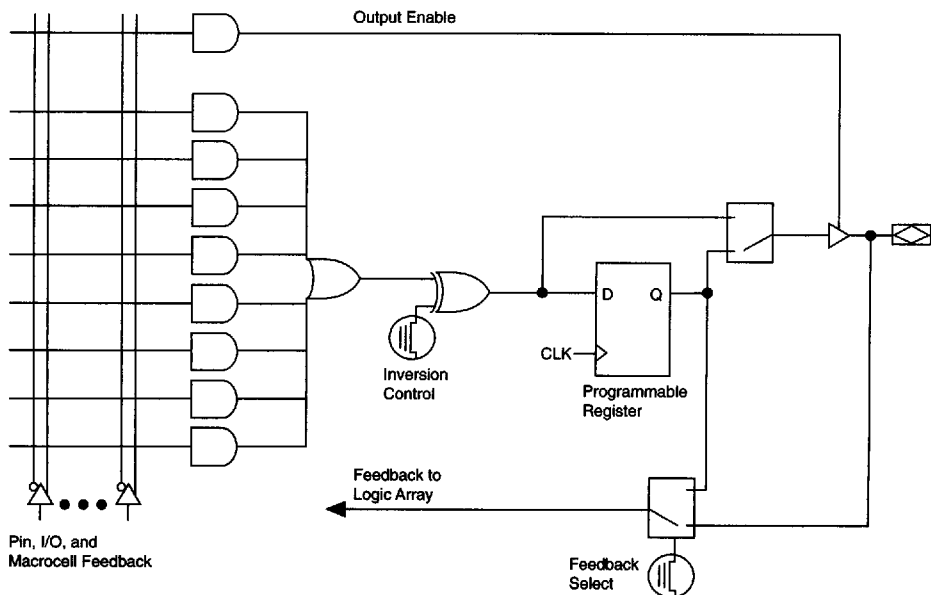 Output Enable
D
Q
CLK
Inversion
Control
Programmable
Register
Feedback to
Logic Array
Pin, I/O, and
Macrocell Feedback
Feedback
Select